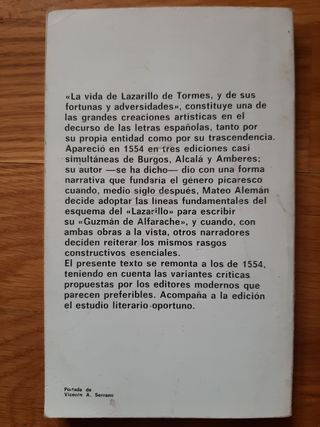 «La vida de Lazarillo de Tormes, y de sus
fortunas y adversidades», constituye una de
las grandes creaciones artísticas en el
decurso de las letras españolas, tanto por
su propia entidad como por su trascendencia.
Apareció en 1554 en tres ediciones casi
simultáneas de Burgos, Alcalá y Amberes;
su autor —se ha dicho— dio con una forma
narrativa que fundaría el género picaresco
cuando, medio siglo después, Mateo Alemán
decide adoptar las líneas fundamentales del
esquema del «Lazarillo» para escribir
su «Guzmán de Alfarache», y cuando, con
ambas obras a la vista, otros narradores
deciden reiterar los mismos rasgos
constructivos esenciales.
El presente texto se remonta a los de 1554,
teniendo en cuenta las variantes críticas
propuestas por los editores modernos que
parecen preferibles. Acompaña a la edición
el estudio literario oportuno.
Portada de
Vicente A. Serrano